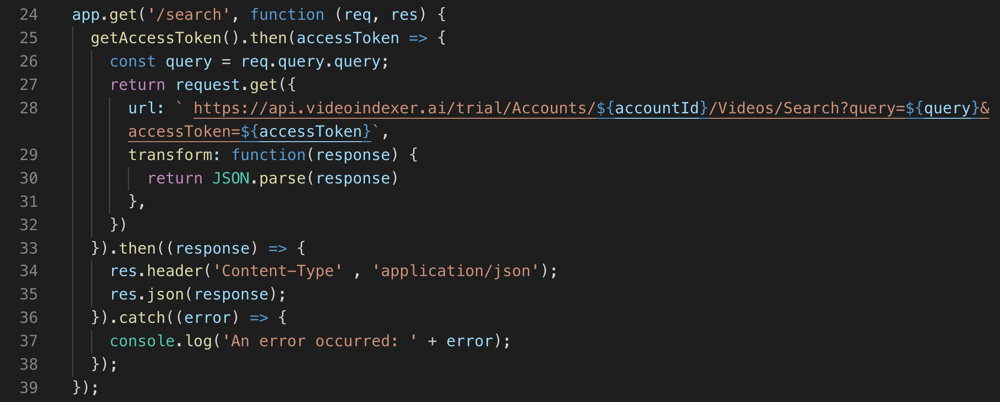 24 app.get('/search', function (req, res) {
25 getAccessToken().then(accessToken => {
26 const query = req.query.query;
27 return request.get({
28 url: ` https://api.videoindexer.ai/trial/Accounts/${accountId}/Videos/Search?query=${query}&
accessToken=${accessToken}`,
29 transform: function(response) {
30 return JSON.parse(response)
31 },
32 })
33 }).then((response) => {
34 res.header('Content-Type' , 'application/json');
35 res.json(response);
36 }).catch((error) => {
37 console.log('An error occurred: ' + error);
38 });
39 });